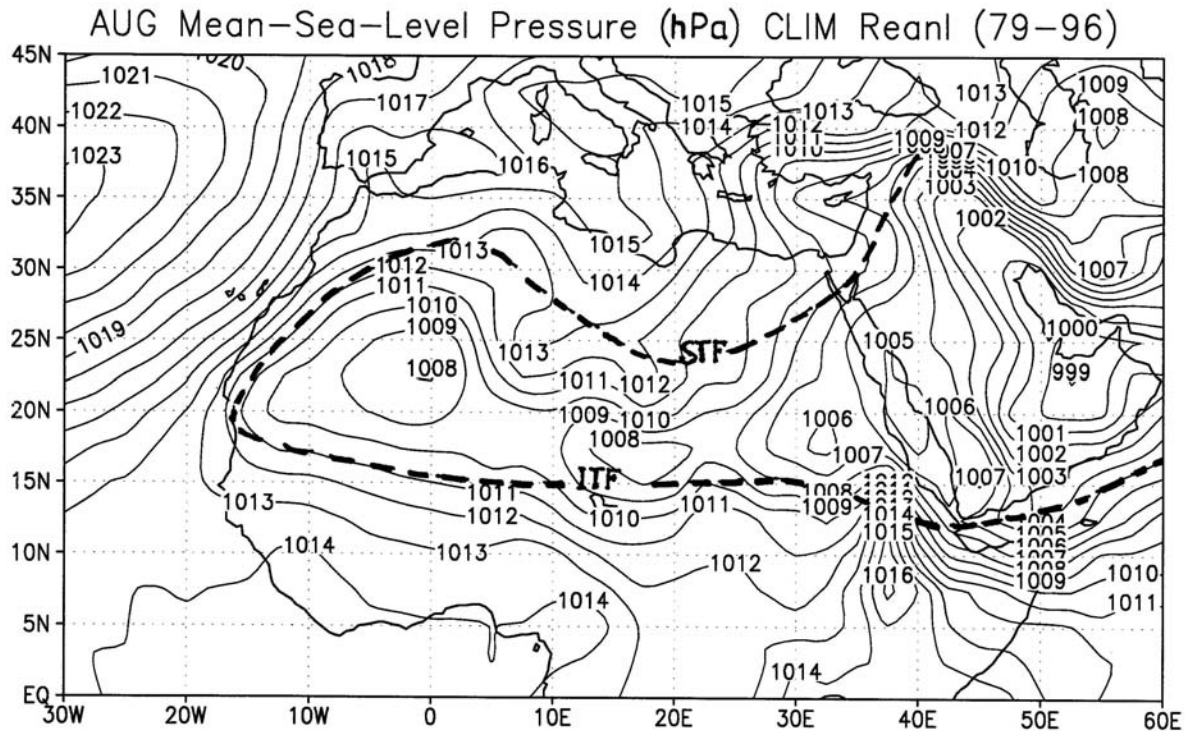 AUG Mean-Sea-Level Pressure (hPa) CLIM Reanl (79-96)
45N
1021 1020 1018 1015 1013 1013 1009
40N
1022 1017 1014 1012 1012 1008
1010 1009 1007
1023 1015 1016 1010
35N
1003 1008
1002
1015
30N
1013 1012 1014 1007
1011
1010
1019 1009 1000
25N
1013 STF 1005
1008 1011 1012 999
20N
1009 1010 1006 1006
1008 1001
1007 1002
15N
ITF 1007 1003
1013 1011 1011 1008
1012 1010 1009 1014 1004
1015 1005
10N
1014 1013 1012 1006
1007
1016 1009 1010
1014 1011
5N
1014
EQ
30W 20W 10W 0 10E 20E 30E 40E 50E 60E